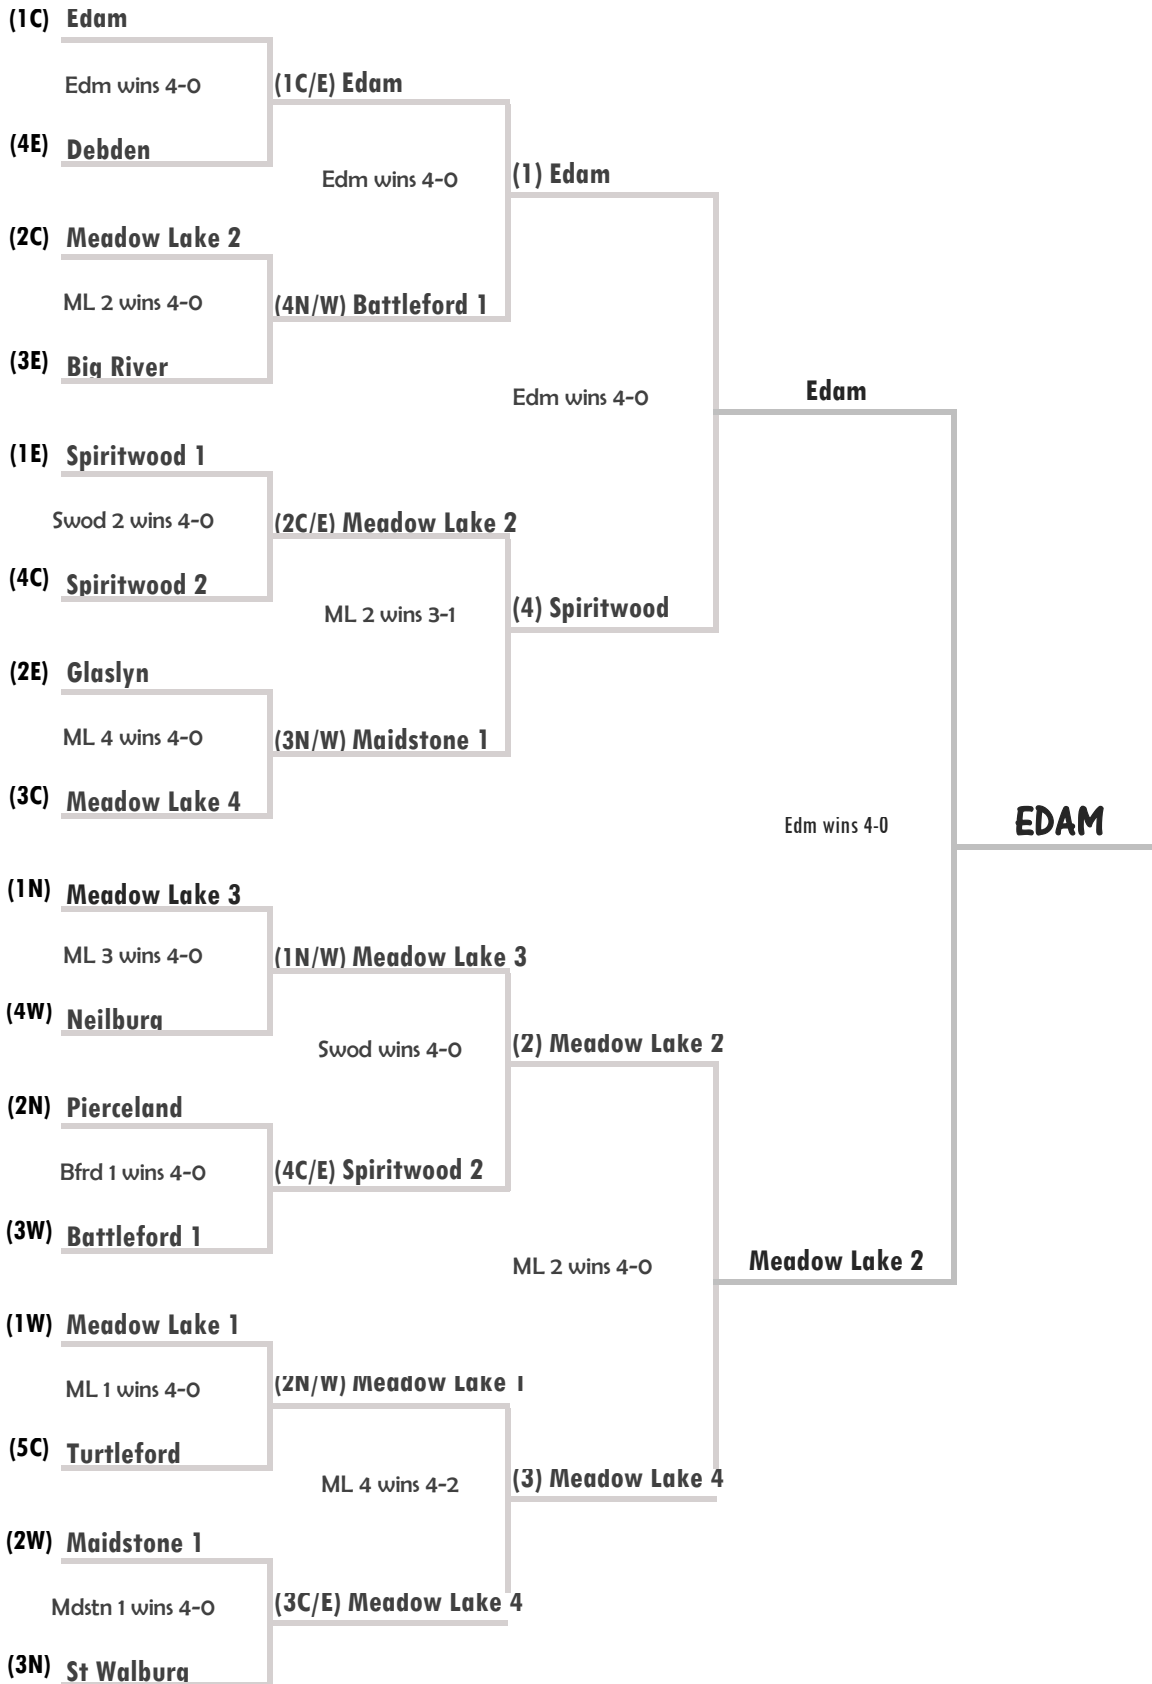 (1C) Edam
Edm wins 4-0
(1C/E) Edam
(4E) Debden
Edm wins 4-0
(1) Edam
(2C) Meadow Lake 2
ML 2 wins 4-0
(4N/W) Battleford 1
(3E) Big River
Edm wins 4-0
Edam
(1E) Spiritwood 1
Swod 2 wins 4-0
(2C/E) Meadow Lake 2
(4C) Spiritwood 2
ML 2 wins 3-1
(4) Spiritwood
(2E) Glaslyn
ML 4 wins 4-0
(3N/W) Maidstone 1
(3C) Meadow Lake 4
Edm wins 4-0
EDAM
(1N) Meadow Lake 3
ML 3 wins 4-0
(1N/W) Meadow Lake 3
(4W) Neilburg
Swod wins 4-0
(2) Meadow Lake 2
(2N) Pierceland
Bfrd 1 wins 4-0
(4C/E) Spiritwood 2
(3W) Battleford 1
ML 2 wins 4-0
Meadow Lake 2
(1W) Meadow Lake 1
ML 1 wins 4-0
(2N/W) Meadow Lake 1
(5C) Turtleford
ML 4 wins 4-2
(3) Meadow Lake 4
(2W) Maidstone 1
Mdstn 1 wins 4-0
(3C/E) Meadow Lake 4
(3N) St Walburg